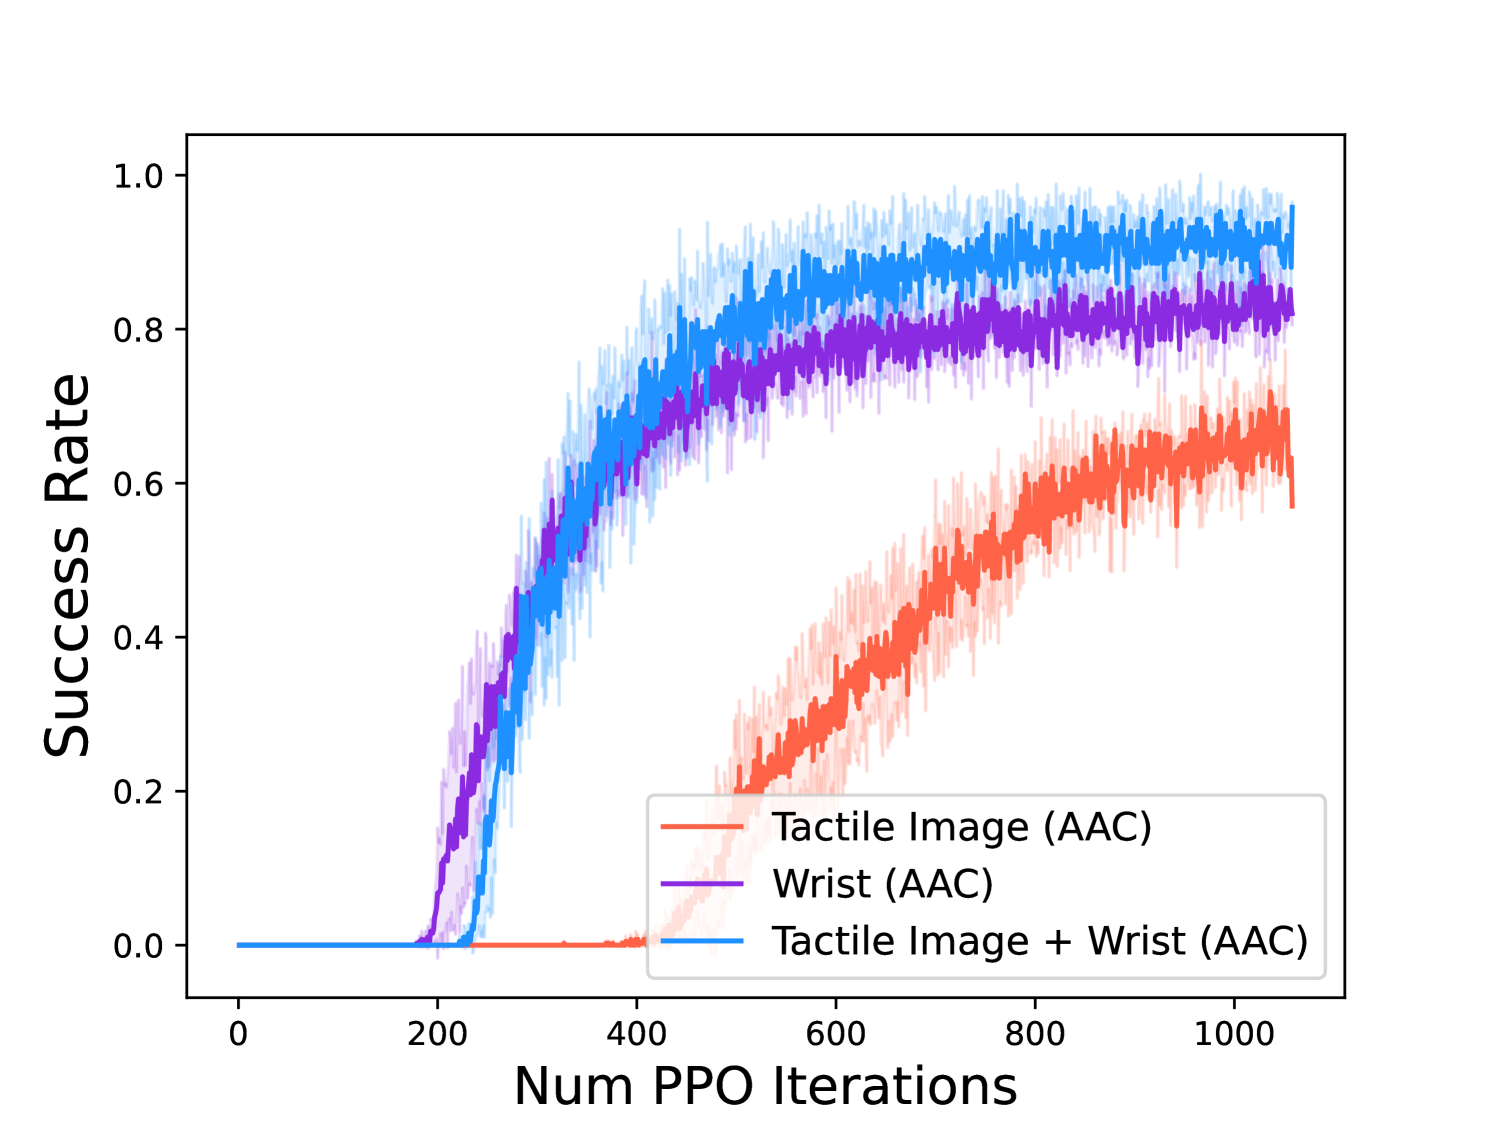 1.0
0.8
0.6
0.4
0.2
0.0
Success Rate
Tactile Image (AAC)
Wrist (AAC)
Tactile Image + Wrist (AAC)
0 200 400 600 800 1000
Num PPO Iterations